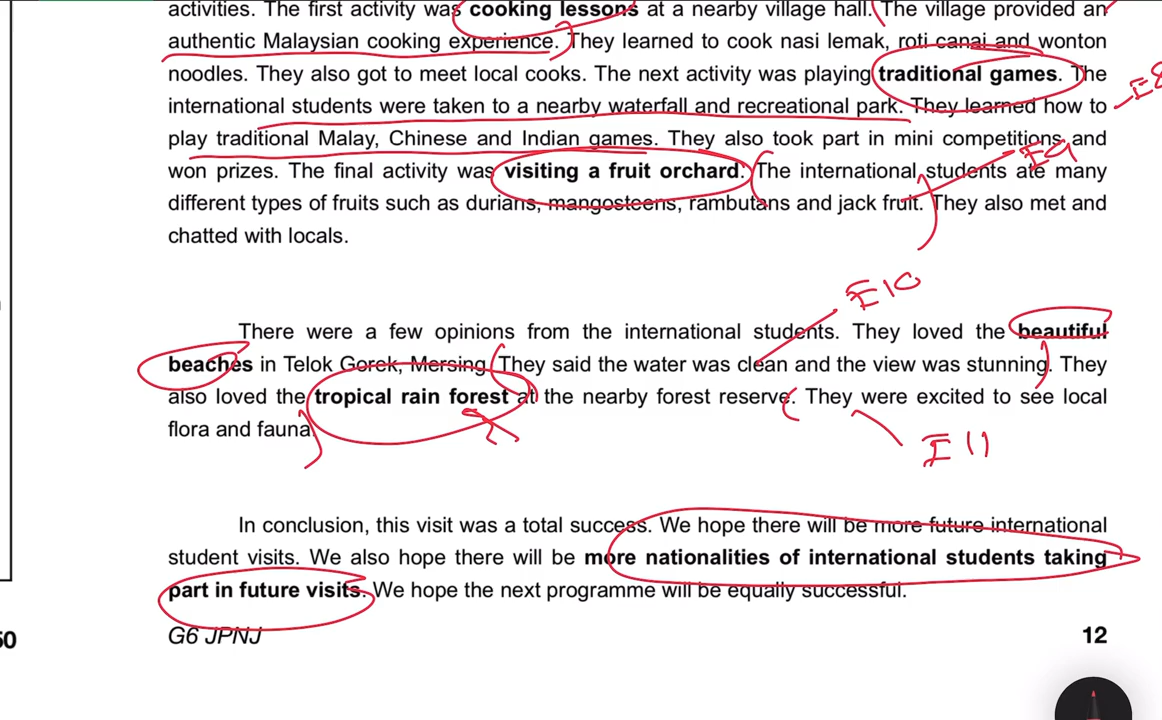 activities. The first activity was cooking lessons at a nearby village hall. The village provided an
authentic Malaysian cooking experience. They learned to cook nasi lemak, roti canai and wonton
noodles. They also got to meet local cooks. The next activity was playing traditional games. The
international students were taken to a nearby waterfall and recreational park. They learned how to
E8
play traditional Malay, Chinese and Indian games. They also took part in mini competitions and
E9
won prizes. The final activity was visiting a fruit orchard. The international students ate many
different types of fruits such as durians, mangosteens, rambutans and jack fruit. They also met and
chatted with locals.
E10
There were a few opinions from the international students. They loved the beautiful
beaches in Telok Gorek, Mersing. They said the water was clean and the view was stunning. They
also loved the tropical rain forest at the nearby forest reserve. They were excited to see local
flora and fauna.
E11
In conclusion, this visit was a total success. We hope there will be more future international
student visits. We also hope there will be more nationalities of international students taking
part in future visits. We hope the next programme will be equally successful.
G6 JPNJ
12